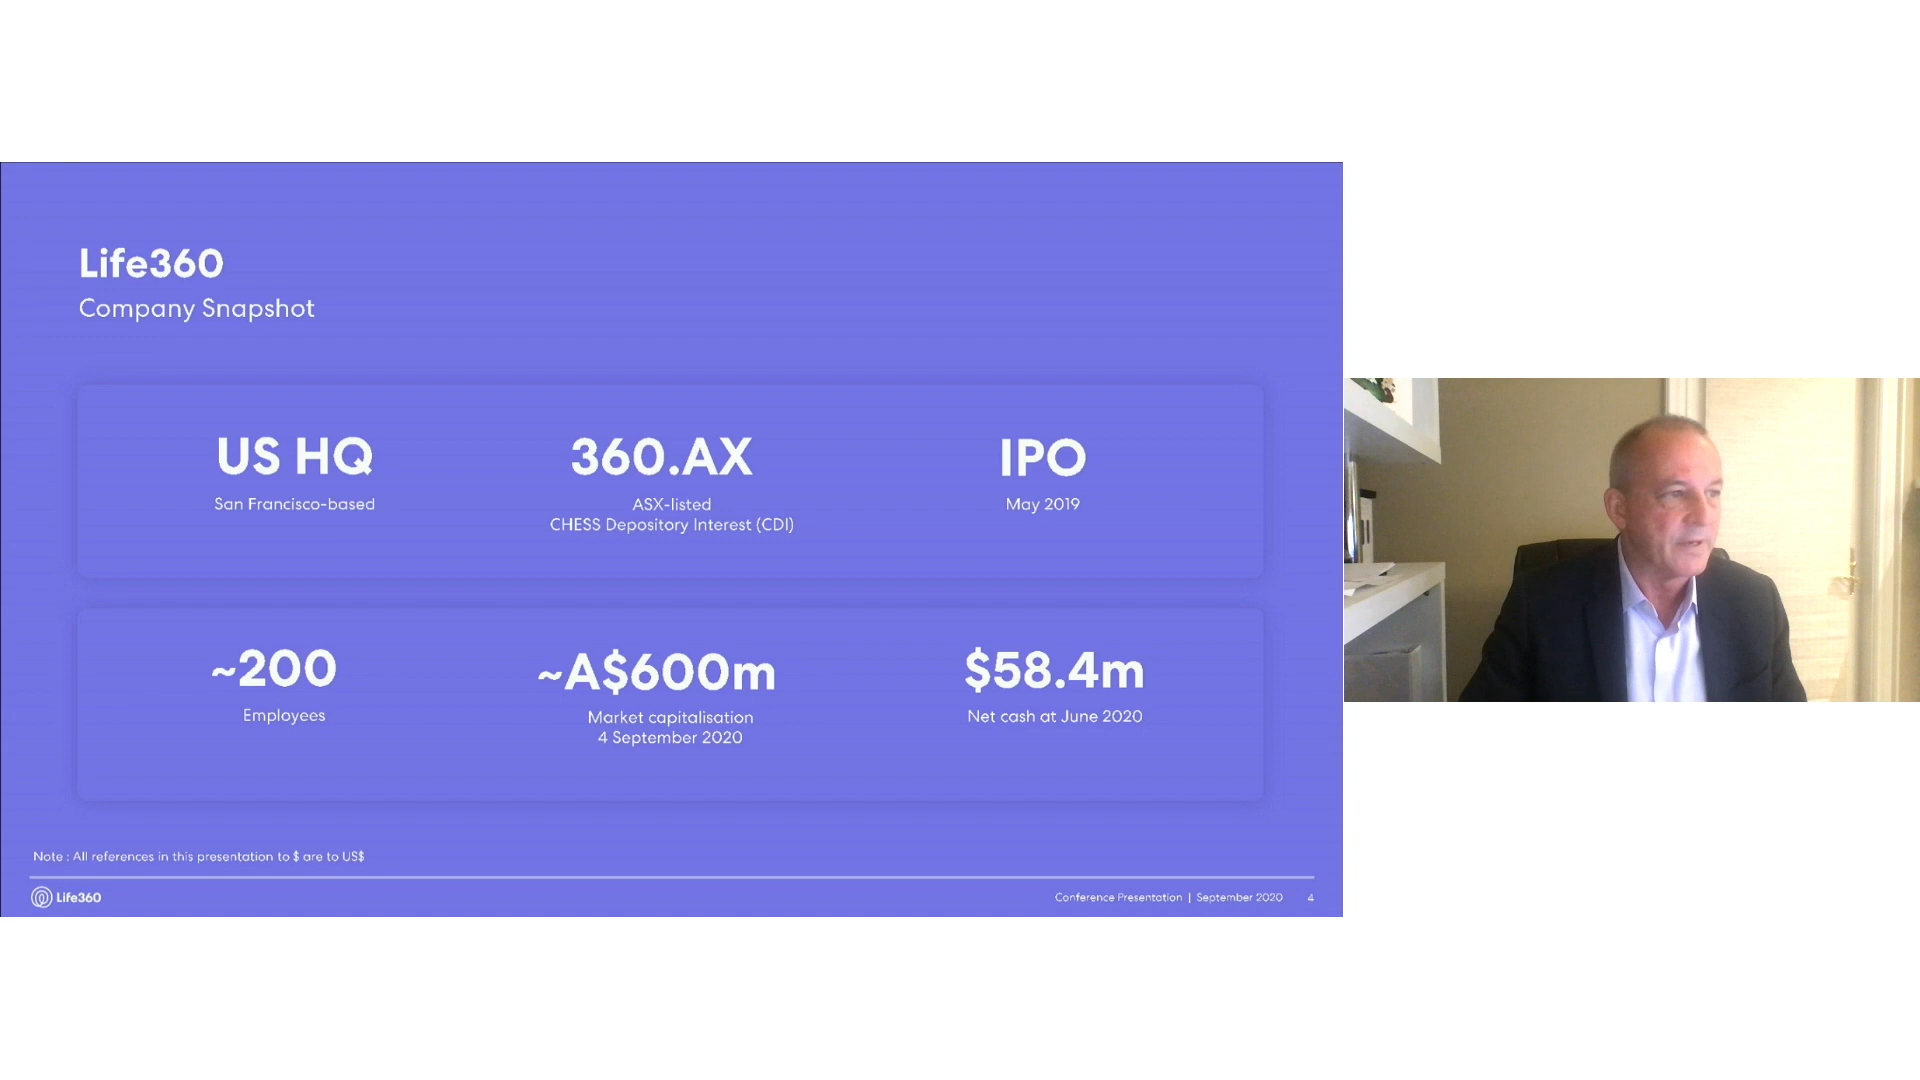 Life360
Company Snapshot
US HQ
San Francisco-based
360.AX
ASX-listed
CHESS Depository Interest (CDI)
IPO
May 2019
~200
Employees
~A$600m
Market capitalisation
4 September 2020
$58.4m
Net cash at June 2020
Note : All references in this presentation to $ are to US$
Life360
Conference Presentation | September 2020 4